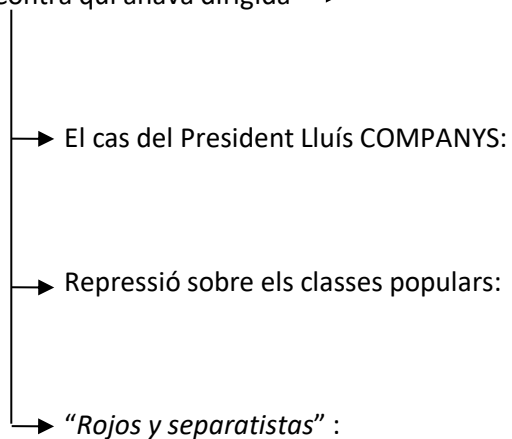 contra qui anava dirigida
El cas del President Lluís COMPANYS:
Repressió sobre els classes populars:
“Rojos y separatistas” :